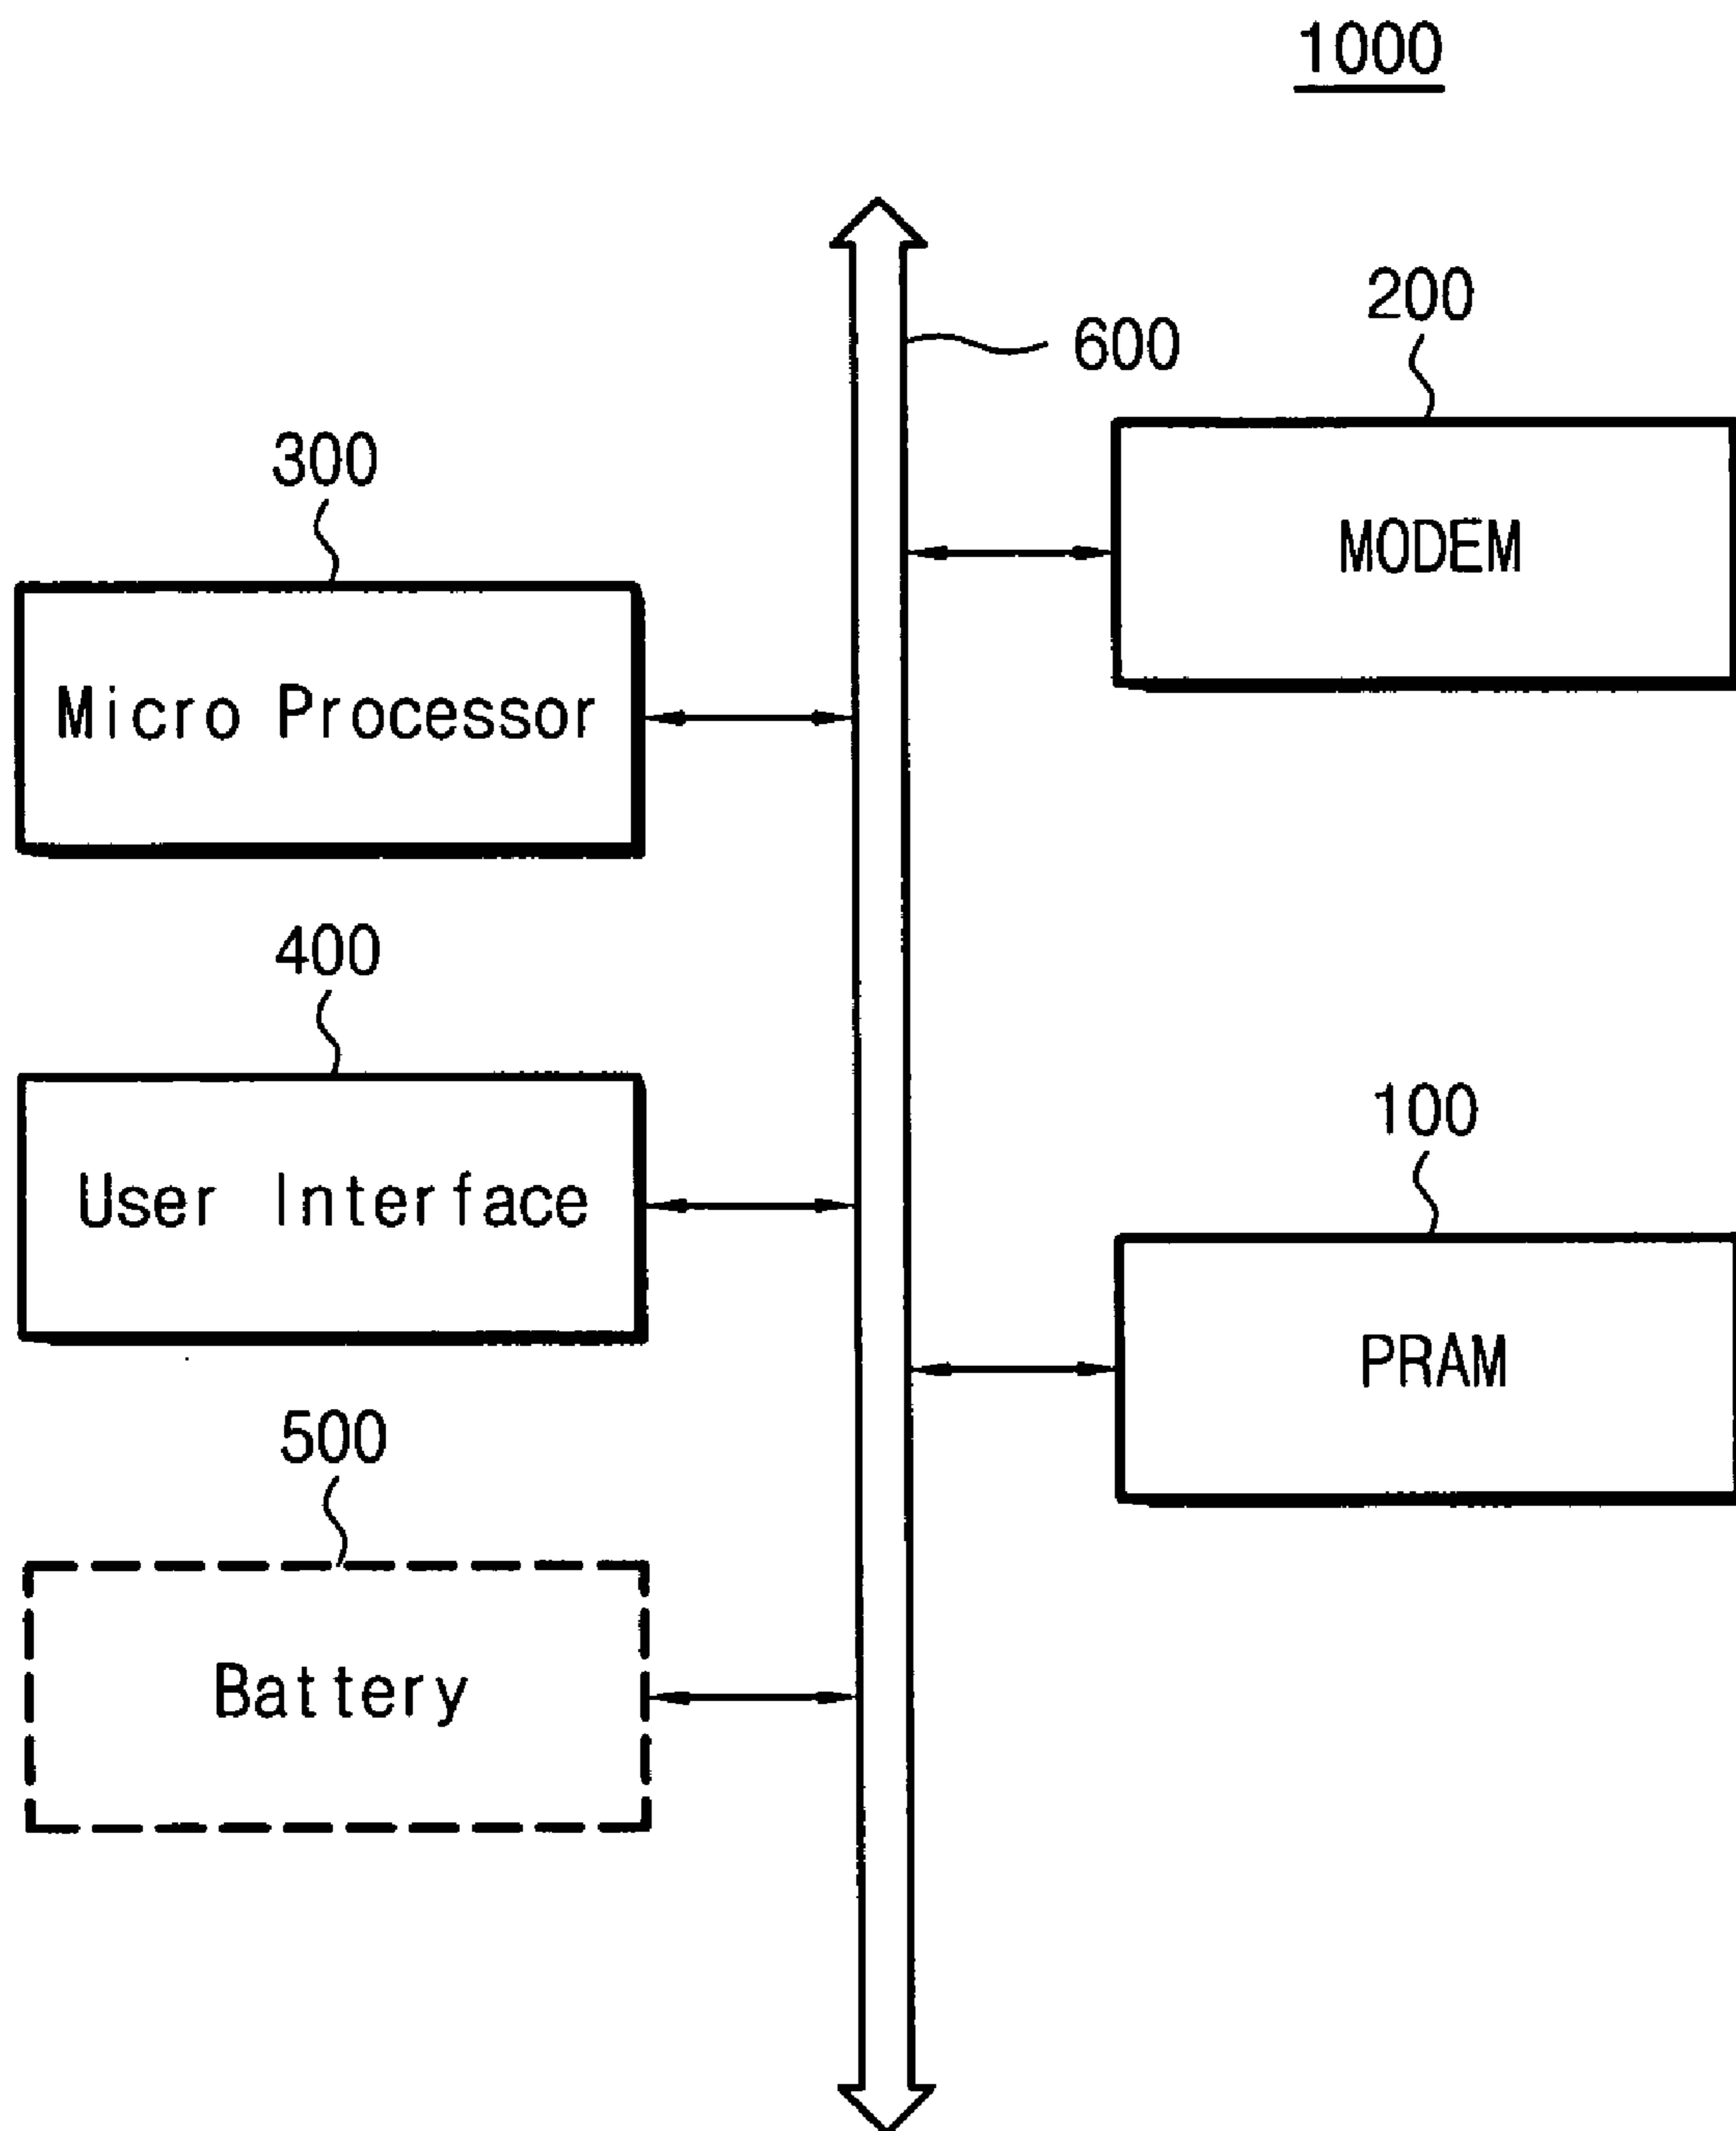 1000
200
600
300
MODEM
Micro Processor
400
100
User Interface
PRAM
500
Battery